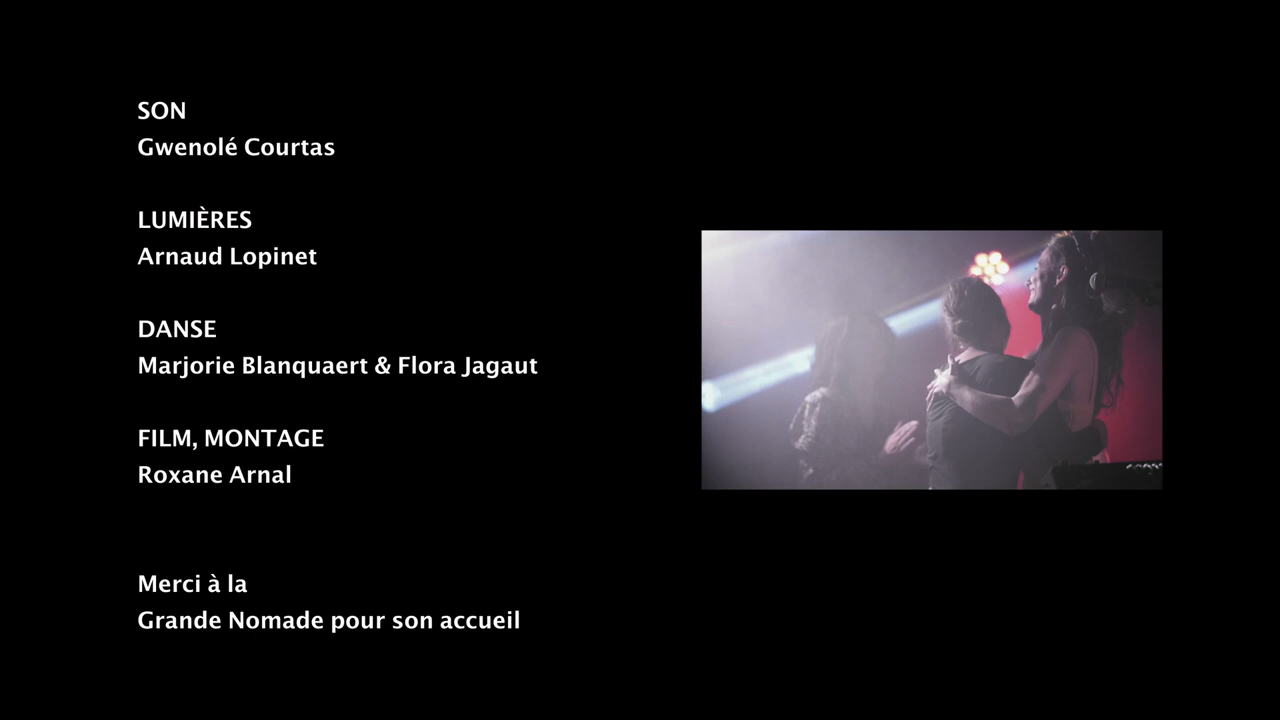 SON
Gwenolé Courtas
LUMIÈRES
Arnaud Lopinet
DANSE
Marjorie Blanquaert & Flora Jagaut
FILM, MONTAGE
Roxane Arnal
Merci à la
Grande Nomade pour son accueil